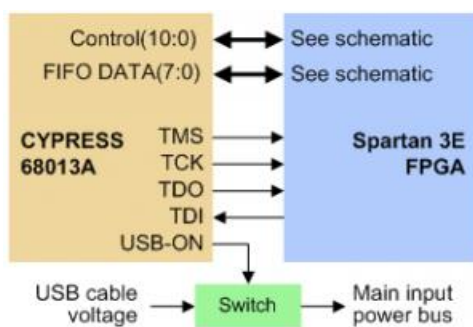 Control(10:0) See schematic
FIFO DATA(7:0) See schematic
CYPRESS
68013A
TMS
TCK
TDO
TDI
USB-ON
Spartan 3E
FPGA
USB cable
voltage
Switch
Main input
power bus